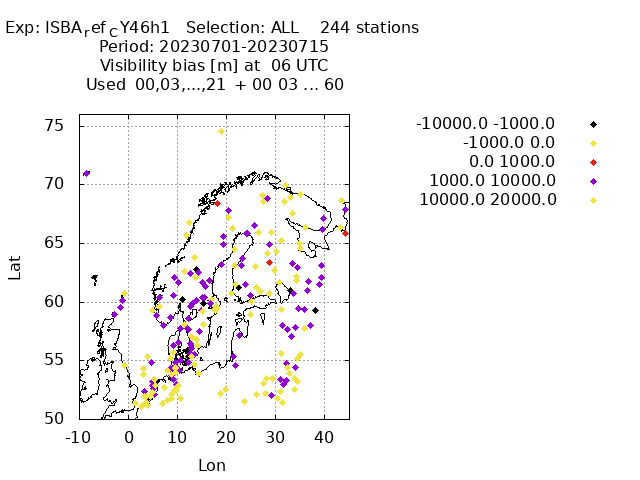 Exp: ISBA_ref_CY46h1 Selection: ALL 244 stations
Period: 20230701-20230715
Visibility bias [m] at 06 UTC
Used 00,03,...,21 + 00 03 ... 60
-10000.0 -1000.0
-1000.0 0.0
0.0 1000.0
1000.0 10000.0
10000.0 20000.0
Lat
75
70
65
60
55
50
-10 0 10 20 30 40
Lon